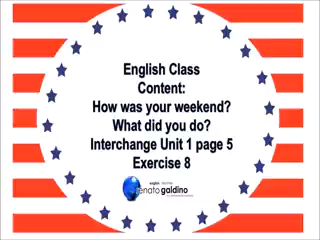 English Class
Content:
How was your weekend?
What did you do?
Interchange Unit 1 page 5
Exercise 8
english
renato galdino